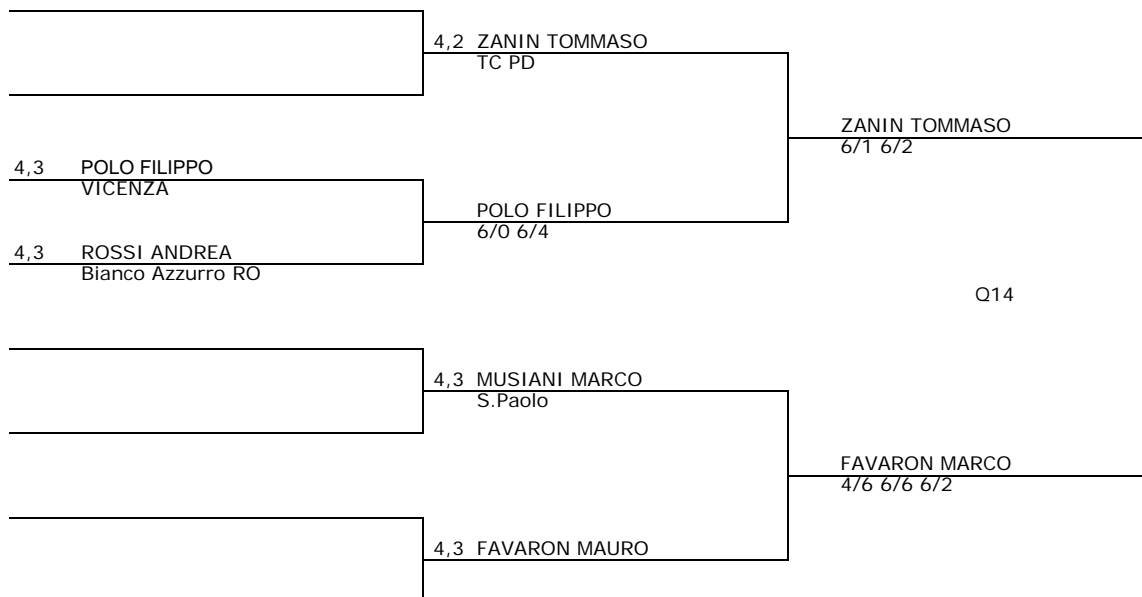 4,2 ZANIN TOMMASO
TC PD
ZANIN TOMMASO
6/1 6/2
4,3 POLO FILIPPO
VICENZA
POLO FILIPPO
6/0 6/4
4,3 ROSSI ANDREA
Bianco Azzurro RO
Q14
4,3 MUSIANI MARCO
S.Paolo
FAVARON MARCO
4/6 6/6 6/2
4,3 FAVARON MAURO